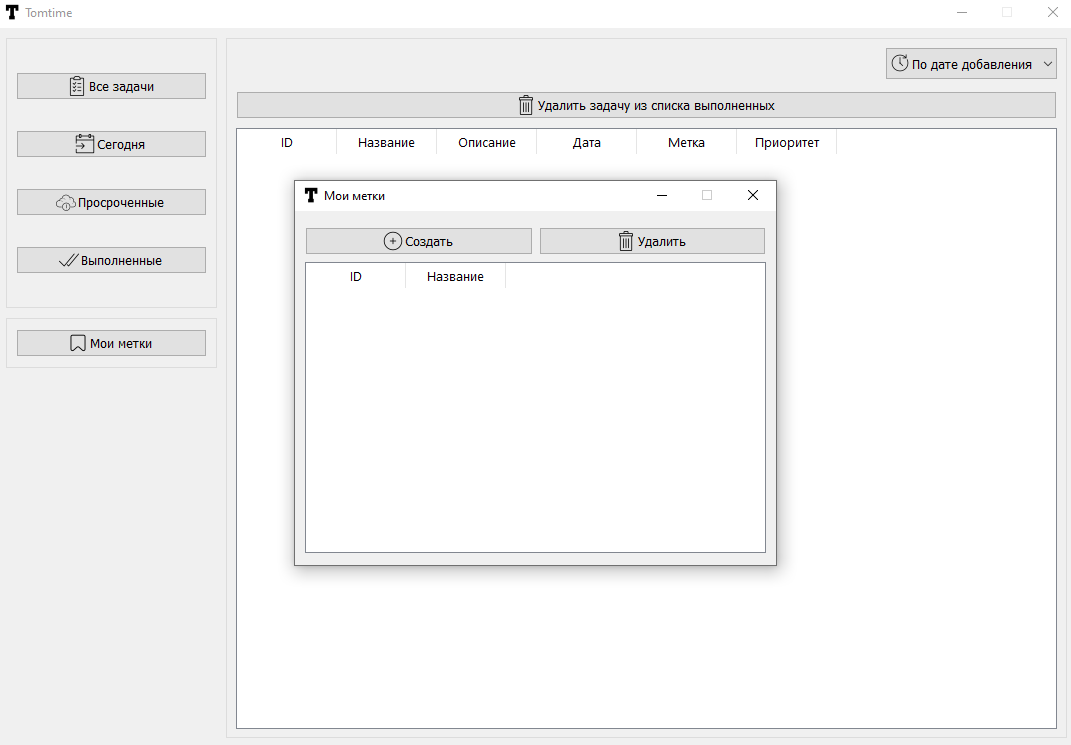 Tomtime
Все задачи
Сегодня
Просроченные
Выполненные
Мои метки
По дате добавления
Удалить задачу из списка выполненных
ID Название Описание Дата Метка Приоритет
Мои метки
Создать Удалить
ID Название